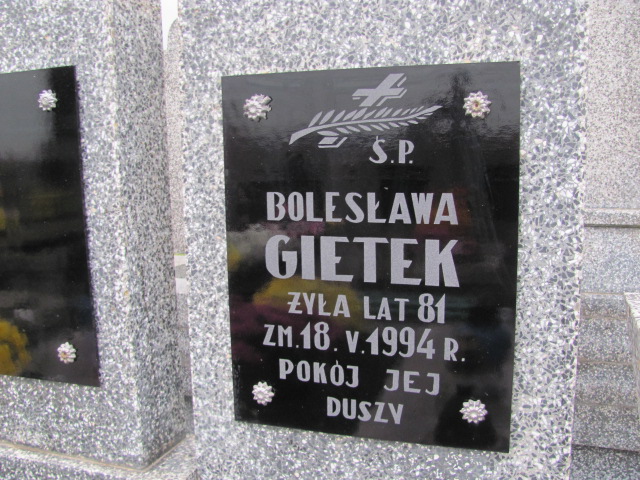 Ś.P.
BOLESŁAWA
GIETEK
ŻYŁA LAT 81
ZM. 18. V. 1994 R.
POKÓJ JEJ
DUSZY